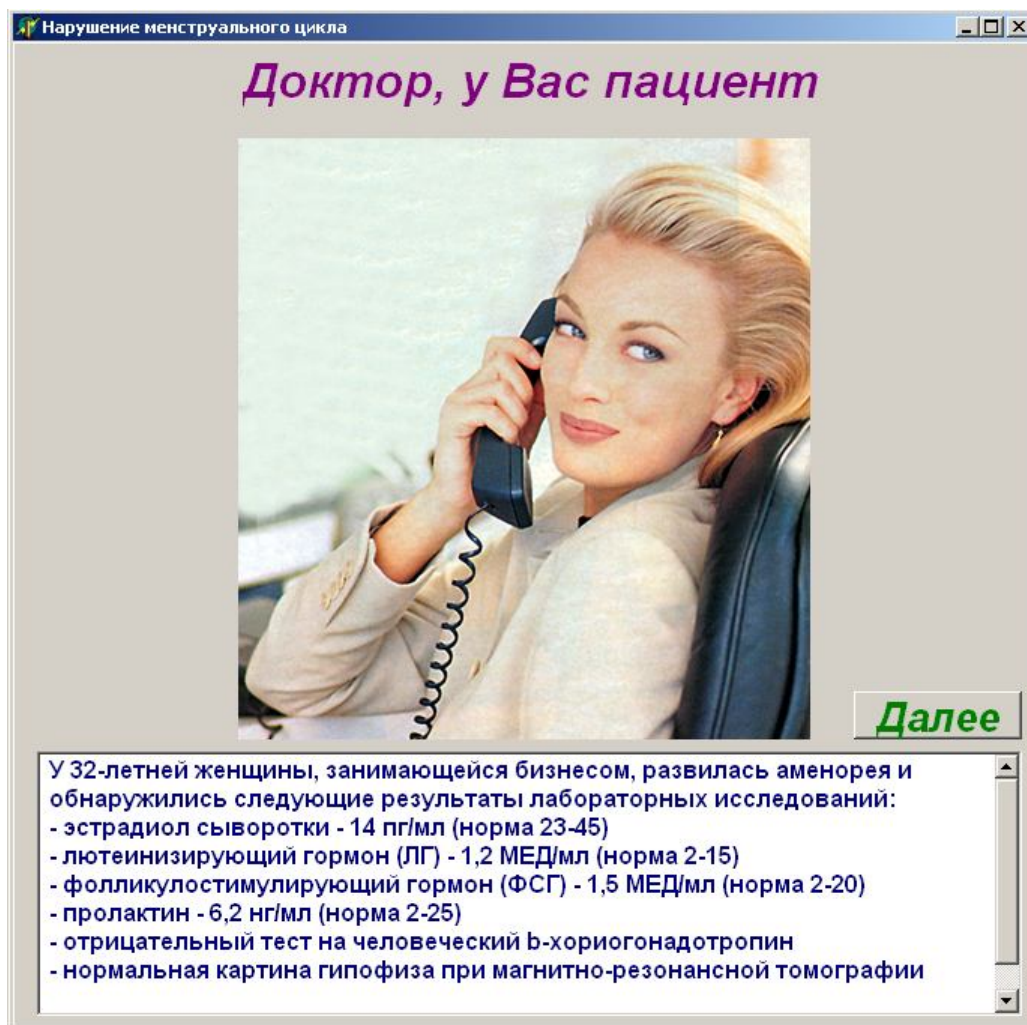 Нарушение менструального цикла
Доктор, у Вас пациент
Далее
У 32-летней женщины, занимающейся бизнесом, развилась аменорея и
обнаружились следующие результаты лабораторных исследований:
- эстрадиол сыворотки - 14 пг/мл (норма 23-45)
- лютеинизирующий гормон (ЛГ) - 1,2 МЕД/мл (норма 2-15)
- фолликулостимулирующий гормон (ФСГ) - 1,5 МЕД/мл (норма 2-20)
- пролактин - 6,2 нг/мл (норма 2-25)
- отрицательный тест на человеческий b-хориогонадотропин
- нормальная картина гипофиза при магнитно-резонансной томографии